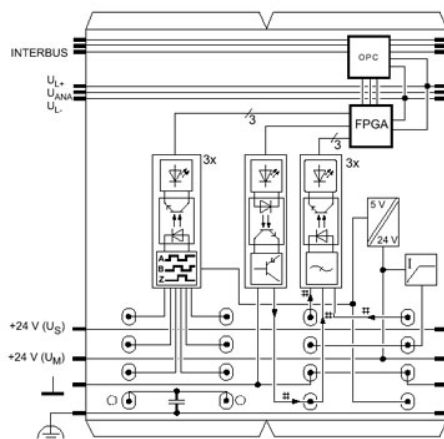 OPC
INTERBUS
UL+
UANA
UL-
FPGA
3
3
3x
3x
5 V
24 V
A
B
Z
I
#
#
#
+24 V (US)
+24 V (UM)
#
#